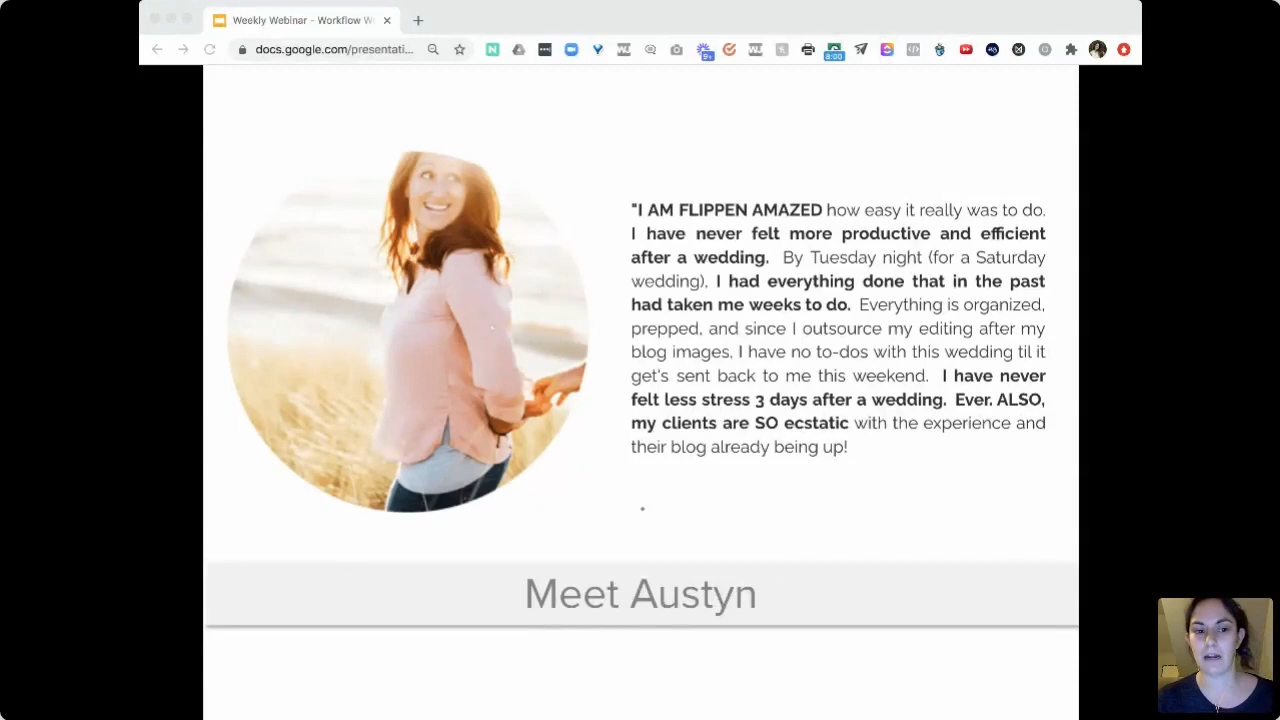 Weekly Webinar - Workflow W
docs.google.com/presentati...
9+
8:00
"I AM FLIPPEN AMAZED how easy it really was to do.
I have never felt more productive and efficient
after a wedding. By Tuesday night (for a Saturday
wedding), I had everything done that in the past
had taken me weeks to do. Everything is organized,
prepped, and since I outsource my editing after my
blog images, I have no to-dos with this wedding til it
get's sent back to me this weekend. I have never
felt less stress 3 days after a wedding. Ever. ALSO,
my clients are SO ecstatic with the experience and
their blog already being up!
Meet Austyn